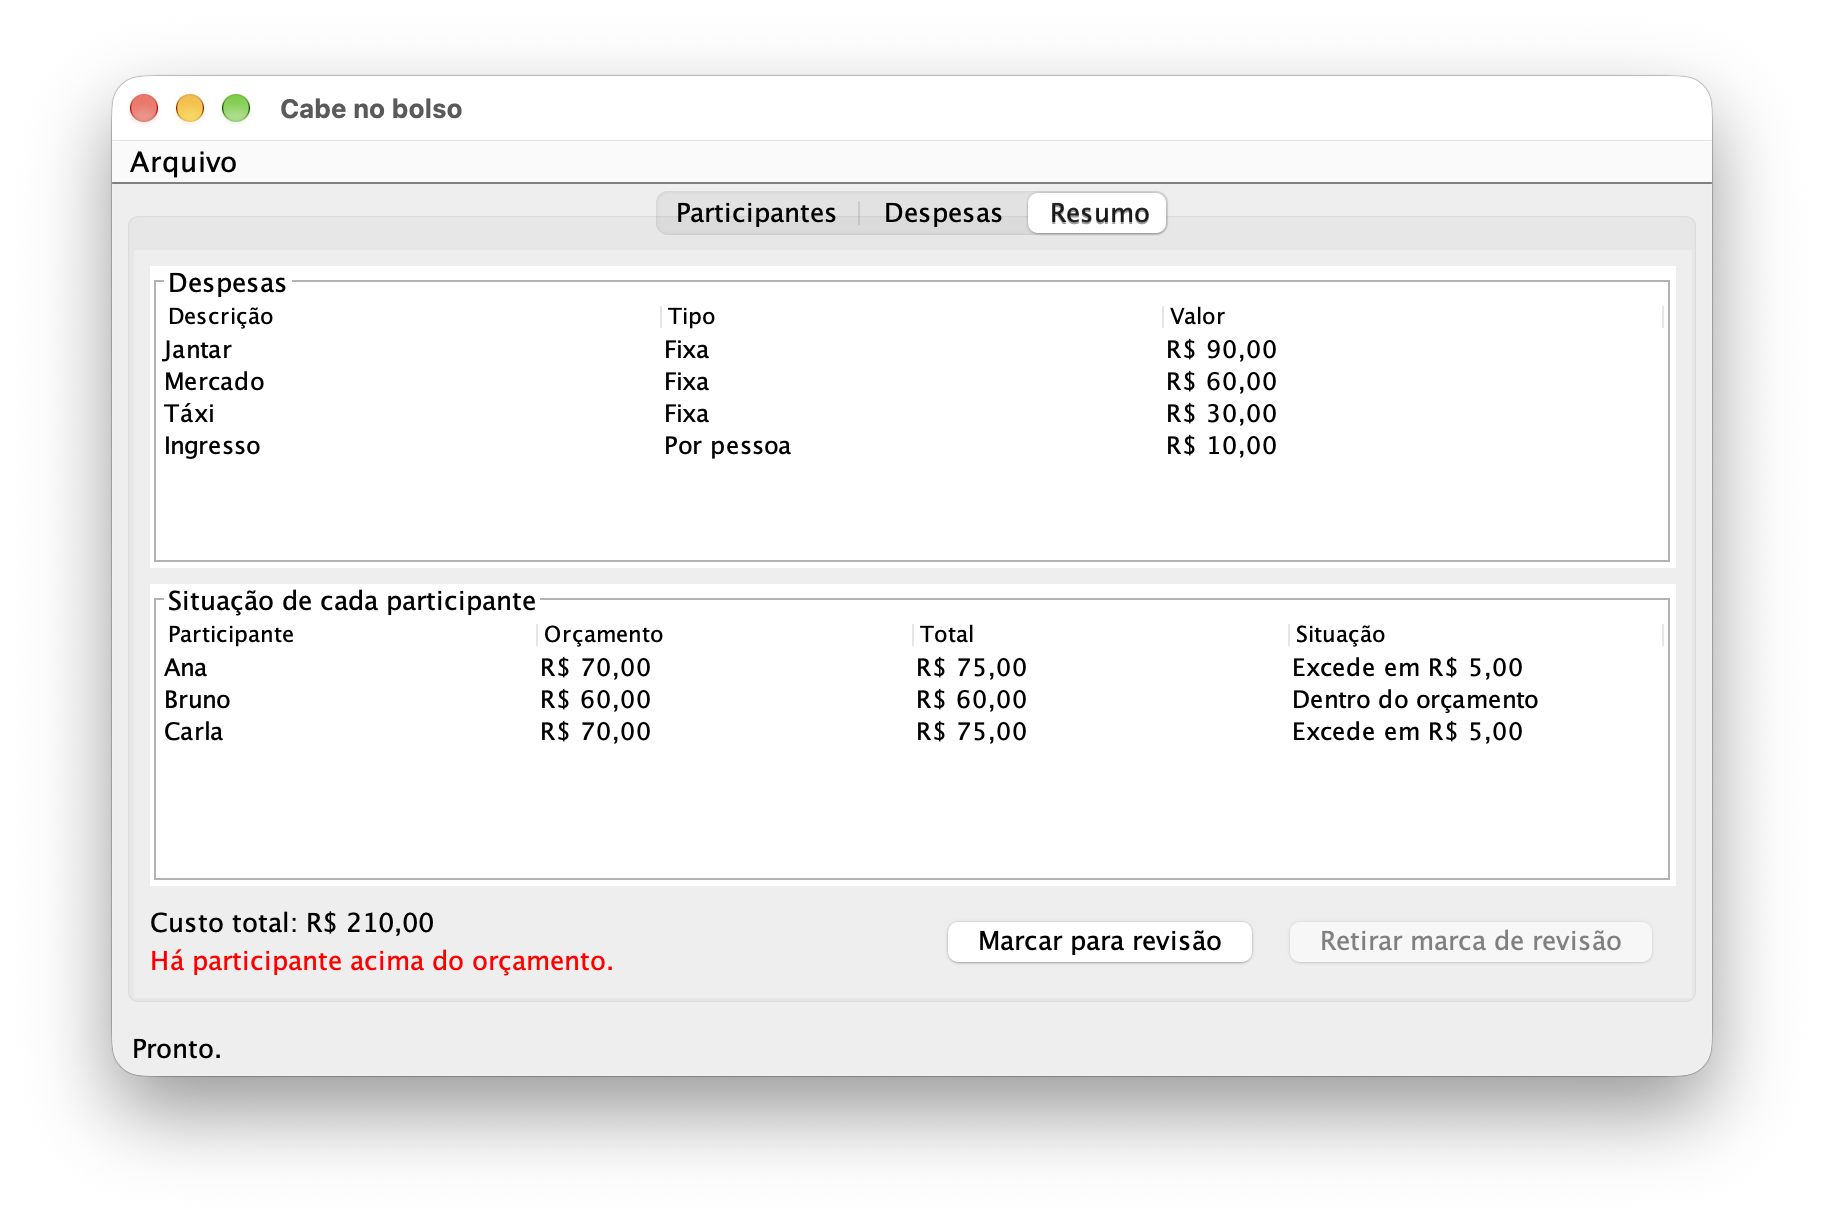 Cabe no bolso
Arquivo
Participantes Despesas Resumo
Despesas
Descrição Tipo Valor
Jantar Fixa R$ 90,00
Mercado Fixa R$ 60,00
Táxi Fixa R$ 30,00
Ingresso Por pessoa R$ 10,00
Situação de cada participante
Participante Orçamento Total Situação
Ana R$ 70,00 R$ 75,00 Excede em R$ 5,00
Bruno R$ 60,00 R$ 60,00 Dentro do orçamento
Carla R$ 70,00 R$ 75,00 Excede em R$ 5,00
Custo total: R$ 210,00
Há participante acima do orçamento.
Marcar para revisão Retirar marca de revisão
Pronto.